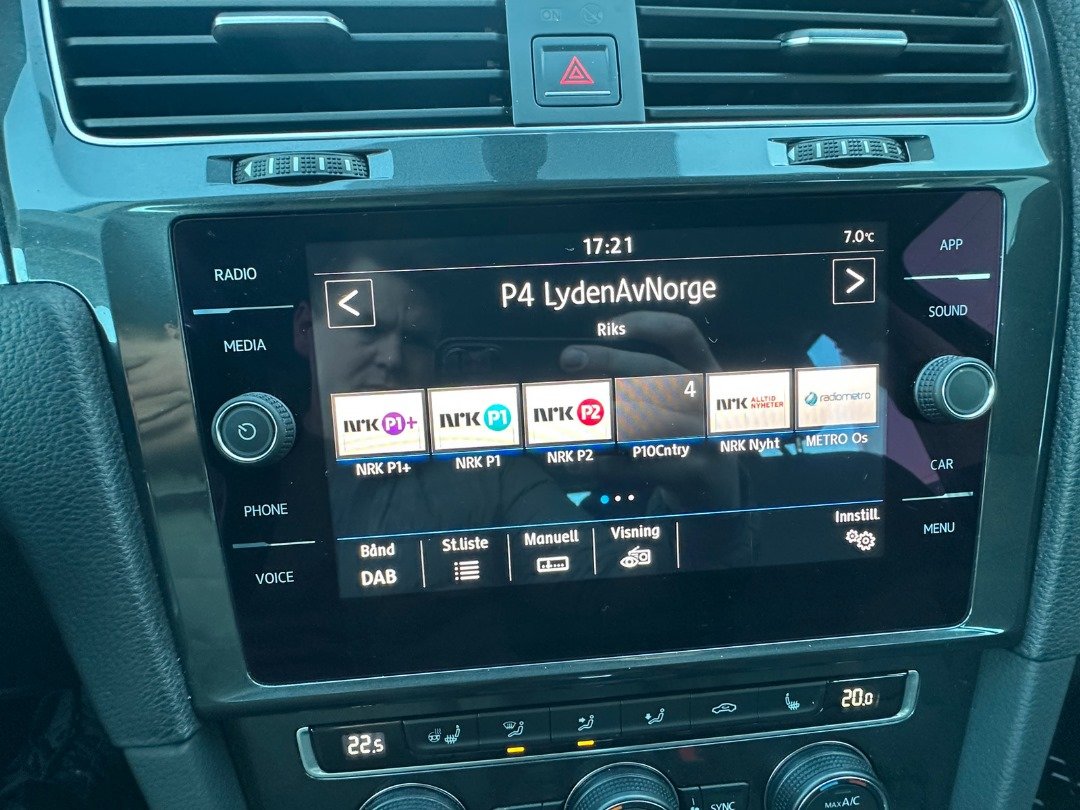 17:21
7.0°C
P4 LydenAvNorge
Riks
RADIO
MEDIA
PHONE
VOICE
APP
SOUND
CAR
MENU
NRK P1+
NRK P1
NRK P2
4
NRK ALLTID
NYHETER
radiometro
NRK P1+
NRK P1
NRK P2
P10Cntry
NRK Nyht
METRO Os
Bånd
DAB
St.liste
Manuell
Visning
Innstill.
22.5
20.0
SYNC
MAX A/C